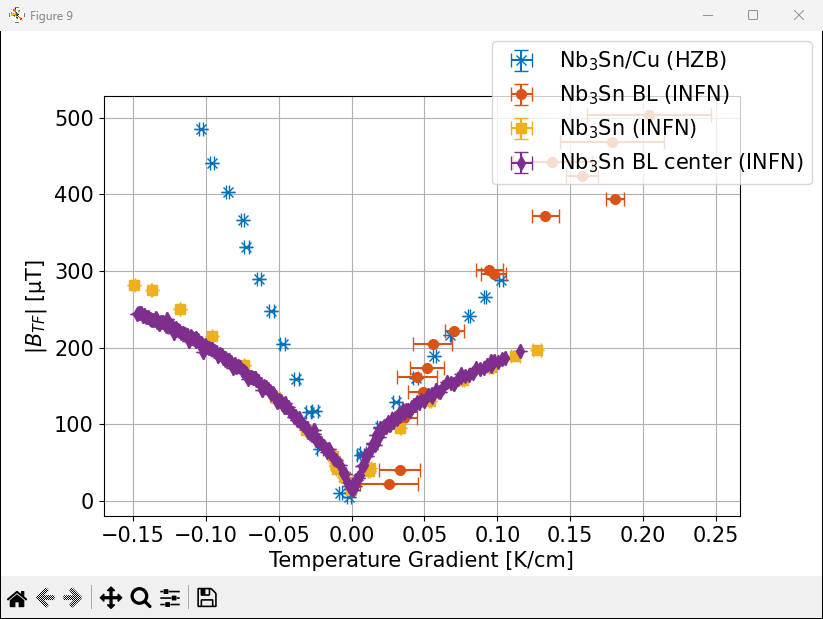 Figure 9
Nb₃Sn/Cu (HZB)
Nb₃Sn BL (INFN)
Nb₃Sn (INFN)
Nb₃Sn BL center (INFN)
500
400
300
200
100
0
|B_TF| [µT]
−0.15 −0.10 −0.05 0.00 0.05 0.10 0.15 0.20 0.25
Temperature Gradient [K/cm]